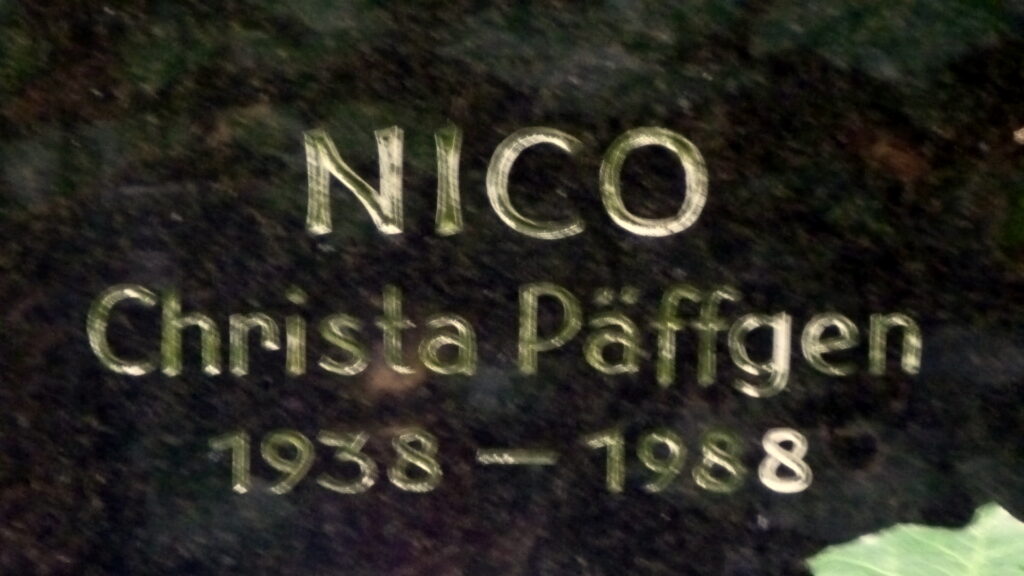 NICO
Christa Päffgen
1938 – 1988